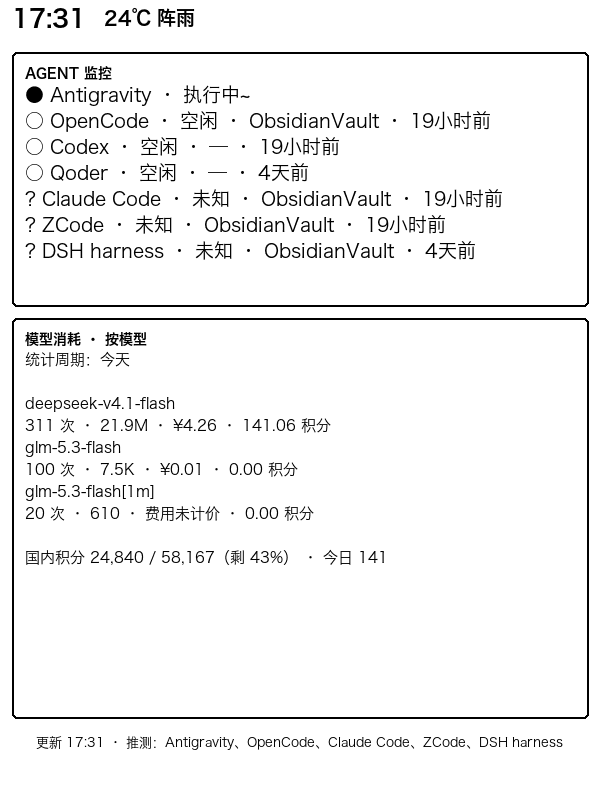 17:31 24℃ 阵雨
AGENT 监控
● Antigravity · 执行中~
○ OpenCode · 空闲 · ObsidianVault · 19小时前
○ Codex · 空闲 · — · 19小时前
○ Qoder · 空闲 · — · 4天前
? Claude Code · 未知 · ObsidianVault · 19小时前
? ZCode · 未知 · ObsidianVault · 19小时前
? DSH harness · 未知 · ObsidianVault · 4天前
模型消耗 · 按模型
统计周期：今天
deepseek-v4.1-flash
311 次 · 21.9M · ¥4.26 · 141.06 积分
glm-5.3-flash
100 次 · 7.5K · ¥0.01 · 0.00 积分
glm-5.3-flash[1m]
20 次 · 610 · 费用未计价 · 0.00 积分
国内积分 24,840 / 58,167（剩 43%） · 今日 141
更新 17:31 · 推测：Antigravity、OpenCode、Claude Code、ZCode、DSH harness